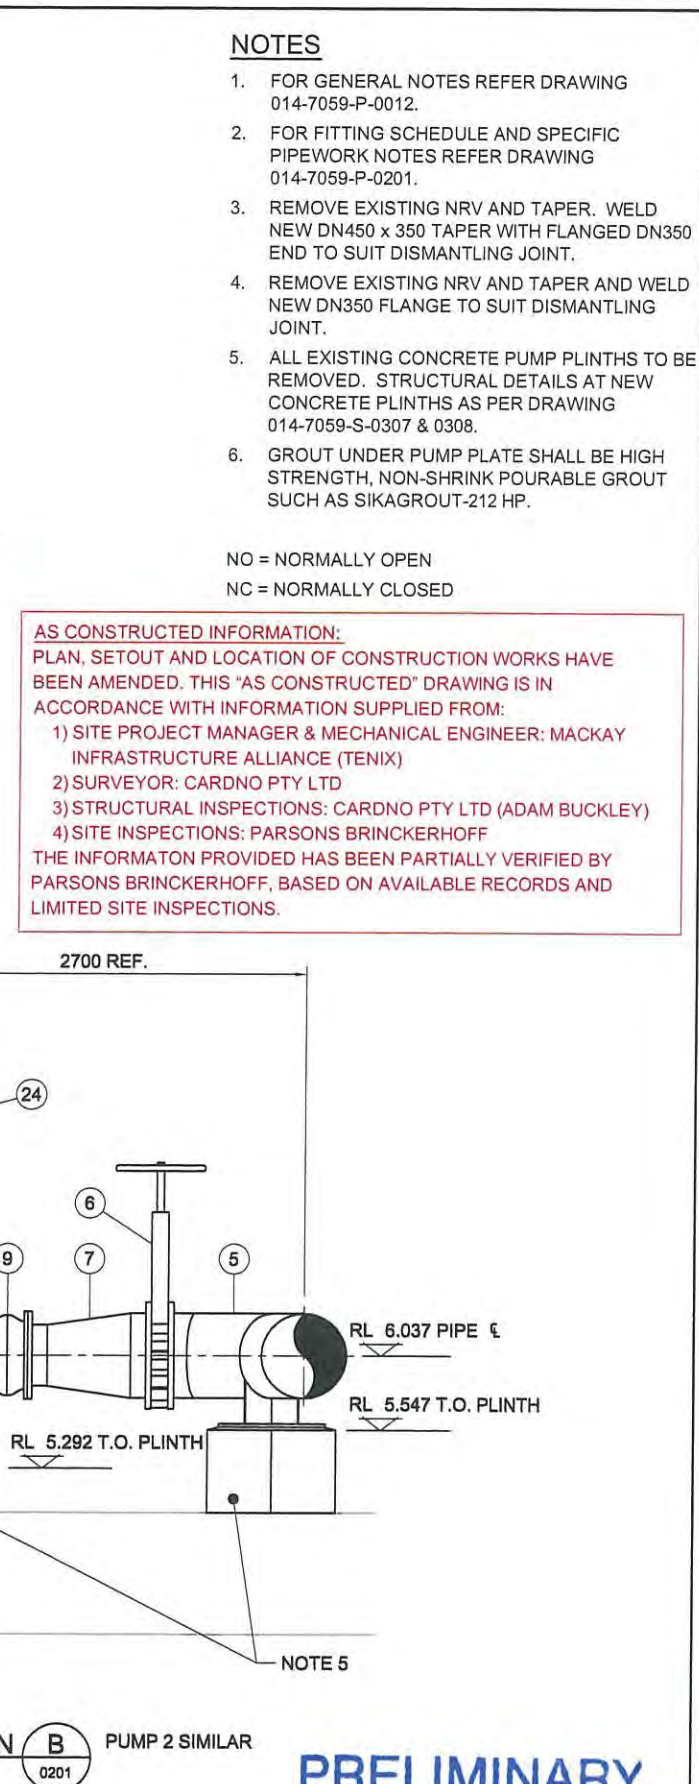 NOTES
1. FOR GENERAL NOTES REFER DRAWING
014-7059-P-0012.
2. FOR FITTING SCHEDULE AND SPECIFIC
PIPEWORK NOTES REFER DRAWING
014-7059-P-0201.
3. REMOVE EXISTING NRV AND TAPER. WELD
NEW DN450 x 350 TAPER WITH FLANGED DN350
END TO SUIT DISMANTLING JOINT.
4. REMOVE EXISTING NRV AND TAPER AND WELD
NEW DN350 FLANGE TO SUIT DISMANTLING
JOINT.
5. ALL EXISTING CONCRETE PUMP PLINTHS TO BE
REMOVED. STRUCTURAL DETAILS AT NEW
CONCRETE PLINTHS AS PER DRAWING
014-7059-S-0307 & 0308.
6. GROUT UNDER PUMP PLATE SHALL BE HIGH
STRENGTH, NON-SHRINK POURABLE GROUT
SUCH AS SIKAGROUT-212 HP.
NO = NORMALLY OPEN
NC = NORMALLY CLOSED
AS CONSTRUCTED INFORMATION:
PLAN, SETOUT AND LOCATION OF CONSTRUCTION WORKS HAVE
BEEN AMENDED. THIS "AS CONSTRUCTED" DRAWING IS IN
ACCORDANCE WITH INFORMATION SUPPLIED FROM:
1) SITE PROJECT MANAGER & MECHANICAL ENGINEER: MACKAY
INFRASTRUCTURE ALLIANCE (TENIX)
2) SURVEYOR: CARDNO PTY LTD
3) STRUCTURAL INSPECTIONS: CARDNO PTY LTD (ADAM BUCKLEY)
4) SITE INSPECTIONS: PARSONS BRINCKERHOFF
THE INFORMATON PROVIDED HAS BEEN PARTIALLY VERIFIED BY
PARSONS BRINCKERHOFF, BASED ON AVAILABLE RECORDS AND
LIMITED SITE INSPECTIONS.
2700 REF.
24
6
9 7 5
RL 6.037 PIPE ℄
RL 5.547 T.O. PLINTH
RL 5.292 T.O. PLINTH
NOTE 5
N B PUMP 2 SIMILAR
0201
PRELIMINARY